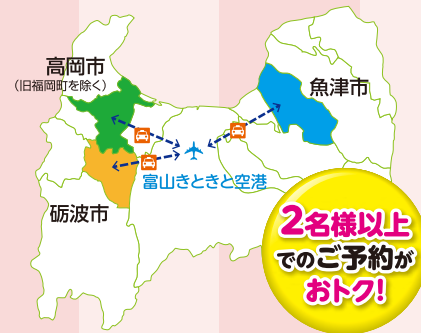 高岡市
(旧福岡町を除く)
魚津市
富山きときと空港
砺波市
2名様以上
でのご予約が
おトク!